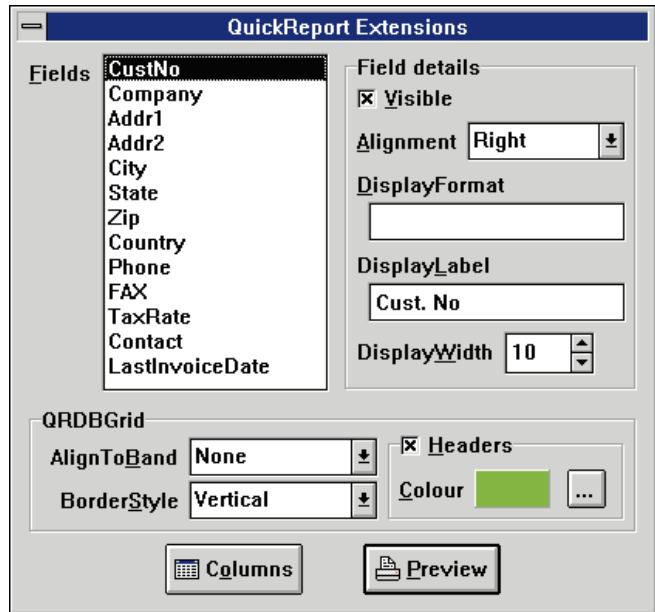 QuickReport Extensions
Fields
CustNo
Company
Addr1
Addr2
City
State
Zip
Country
Phone
FAX
TaxRate
Contact
LastInvoiceDate
Field details
Visible
Alignment Right
DisplayFormat
DisplayLabel
Cust. No
DisplayWidth 10
QRDBGrid
AlignToBand None
BorderStyle Vertical
Headers
Colour ...
Columns
Preview